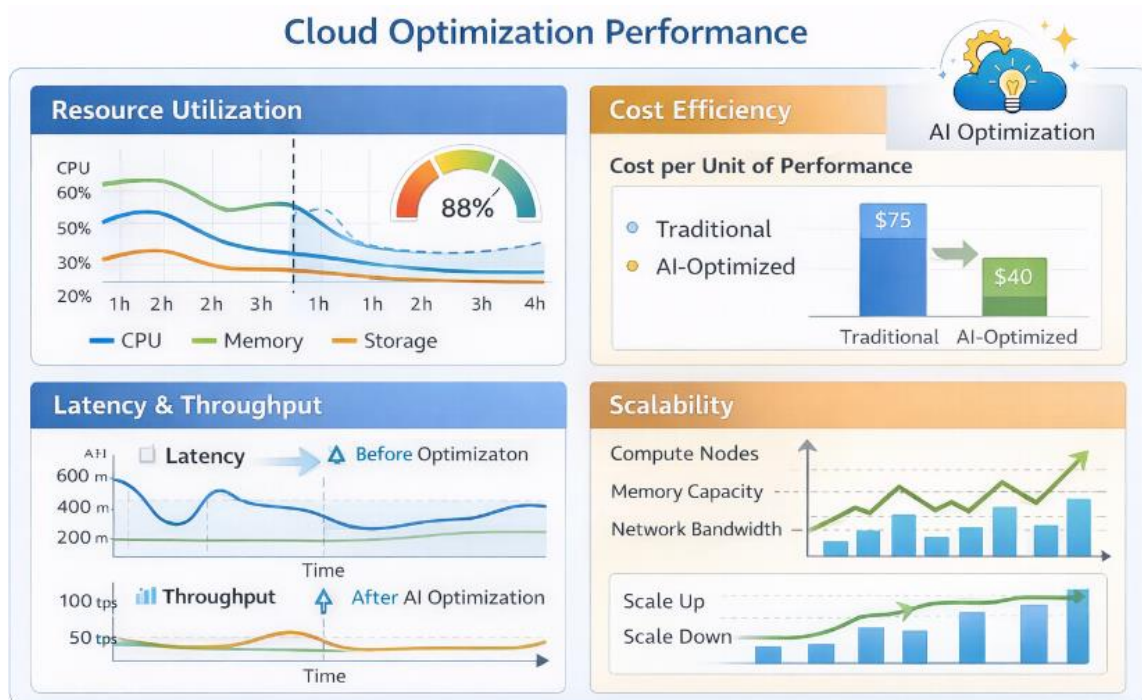 Cloud Optimization Performance
AI Optimization
Resource Utilization
CPU
60%
50%
30%
20%
88%
1h 2h 2h 3h 1h 1h 2h 3h 4h
CPU Memory Storage
Cost Efficiency
Cost per Unit of Performance
Traditional
AI-Optimized
$75
$40
Traditional AI-Optimized
Latency & Throughput
Latency
Before Optimizaton
600 m
400 m
200 m
Time
100 tps
Throughput
After AI Optimization
50 tps
Time
Scalability
Compute Nodes
Memory Capacity
Network Bandwidth
Scale Up
Scale Down